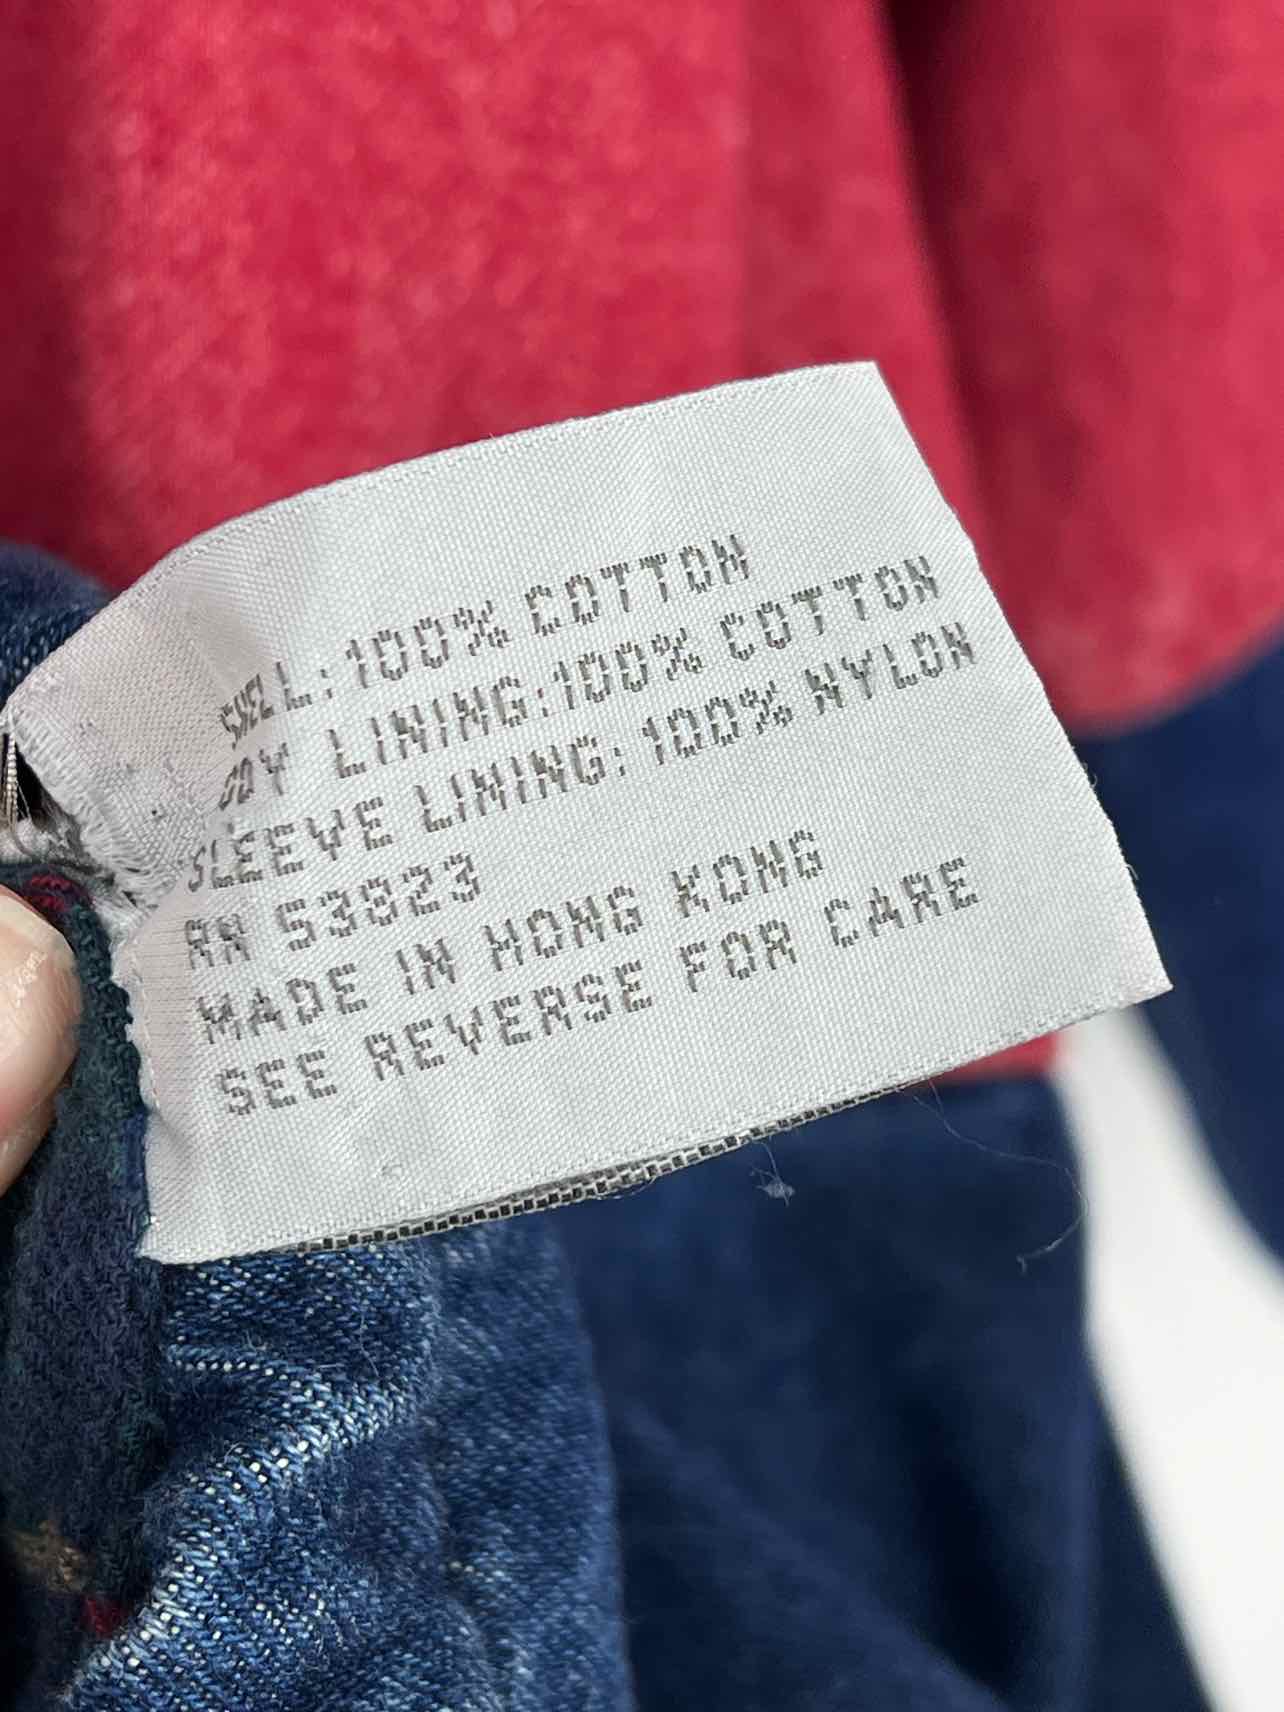 SHELL:100% COTTON
BODY LINING:100% COTTON
SLEEVE LINING:100% NYLON
RN 53823
MADE IN HONG KONG
SEE REVERSE FOR CARE